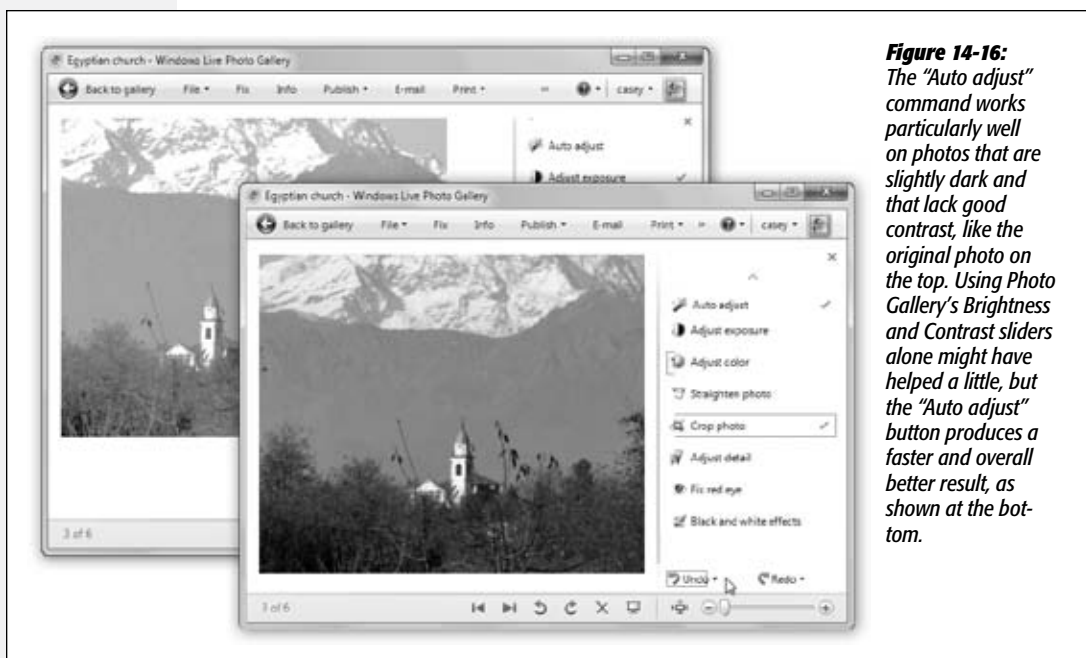 Egyptian church - Windows Live Photo Gallery
Back to gallery File Fix Info Publish E-mail Print casey
Auto adjust
Adjust exposure
3 of 6
Egyptian church - Windows Live Photo Gallery
Back to gallery File Fix Info Publish E-mail Print casey
Auto adjust
Adjust exposure
Adjust color
Straighten photo
Crop photo
Adjust detail
Fix red eye
Black and white effects
Undo Redo
3 of 6
Figure 14-16:
The “Auto adjust”
command works
particularly well
on photos that are
slightly dark and
that lack good
contrast, like the
original photo on
the top. Using Photo
Gallery’s Brightness
and Contrast sliders
alone might have
helped a little, but
the “Auto adjust”
button produces a
faster and overall
better result, as
shown at the bot-
tom.